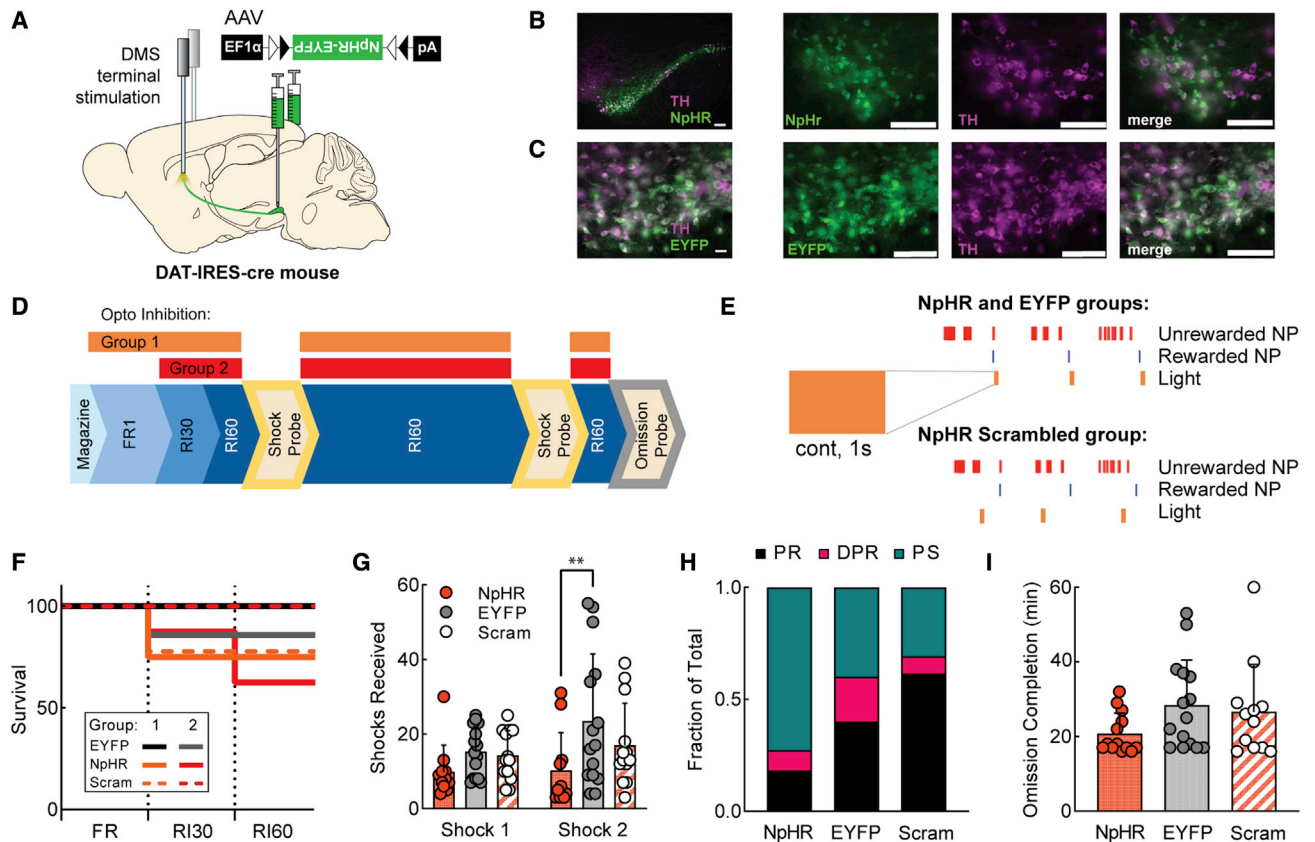 A
AAV
EF1α
NpHR-EYFP
pA
DMS
terminal
stimulation
DAT-IRES-cre mouse
B
TH
NpHR
NpHr
TH
merge
C
TH
EYFP
EYFP
TH
merge
D
Opto Inhibition:
Group 1
Group 2
Magazine
FR1
RI30
RI60
Shock
Probe
RI60
Shock
Probe
RI60
Omission
Probe
E
NpHR and EYFP groups:
Unrewarded NP
Rewarded NP
Light
cont, 1s
NpHR Scrambled group:
Unrewarded NP
Rewarded NP
Light
F
Survival
100
50
0
Group: 1 2
EYFP
NpHR
Scram
FR RI30 RI60
G
Shocks Received
60
40
20
0
**
NpHR
EYFP
Scram
Shock 1 Shock 2
H
PR DPR PS
Fraction of Total
1.0
0.5
0.0
NpHR EYFP Scram
I
Omission Completion (min)
60
40
20
0
NpHR EYFP Scram